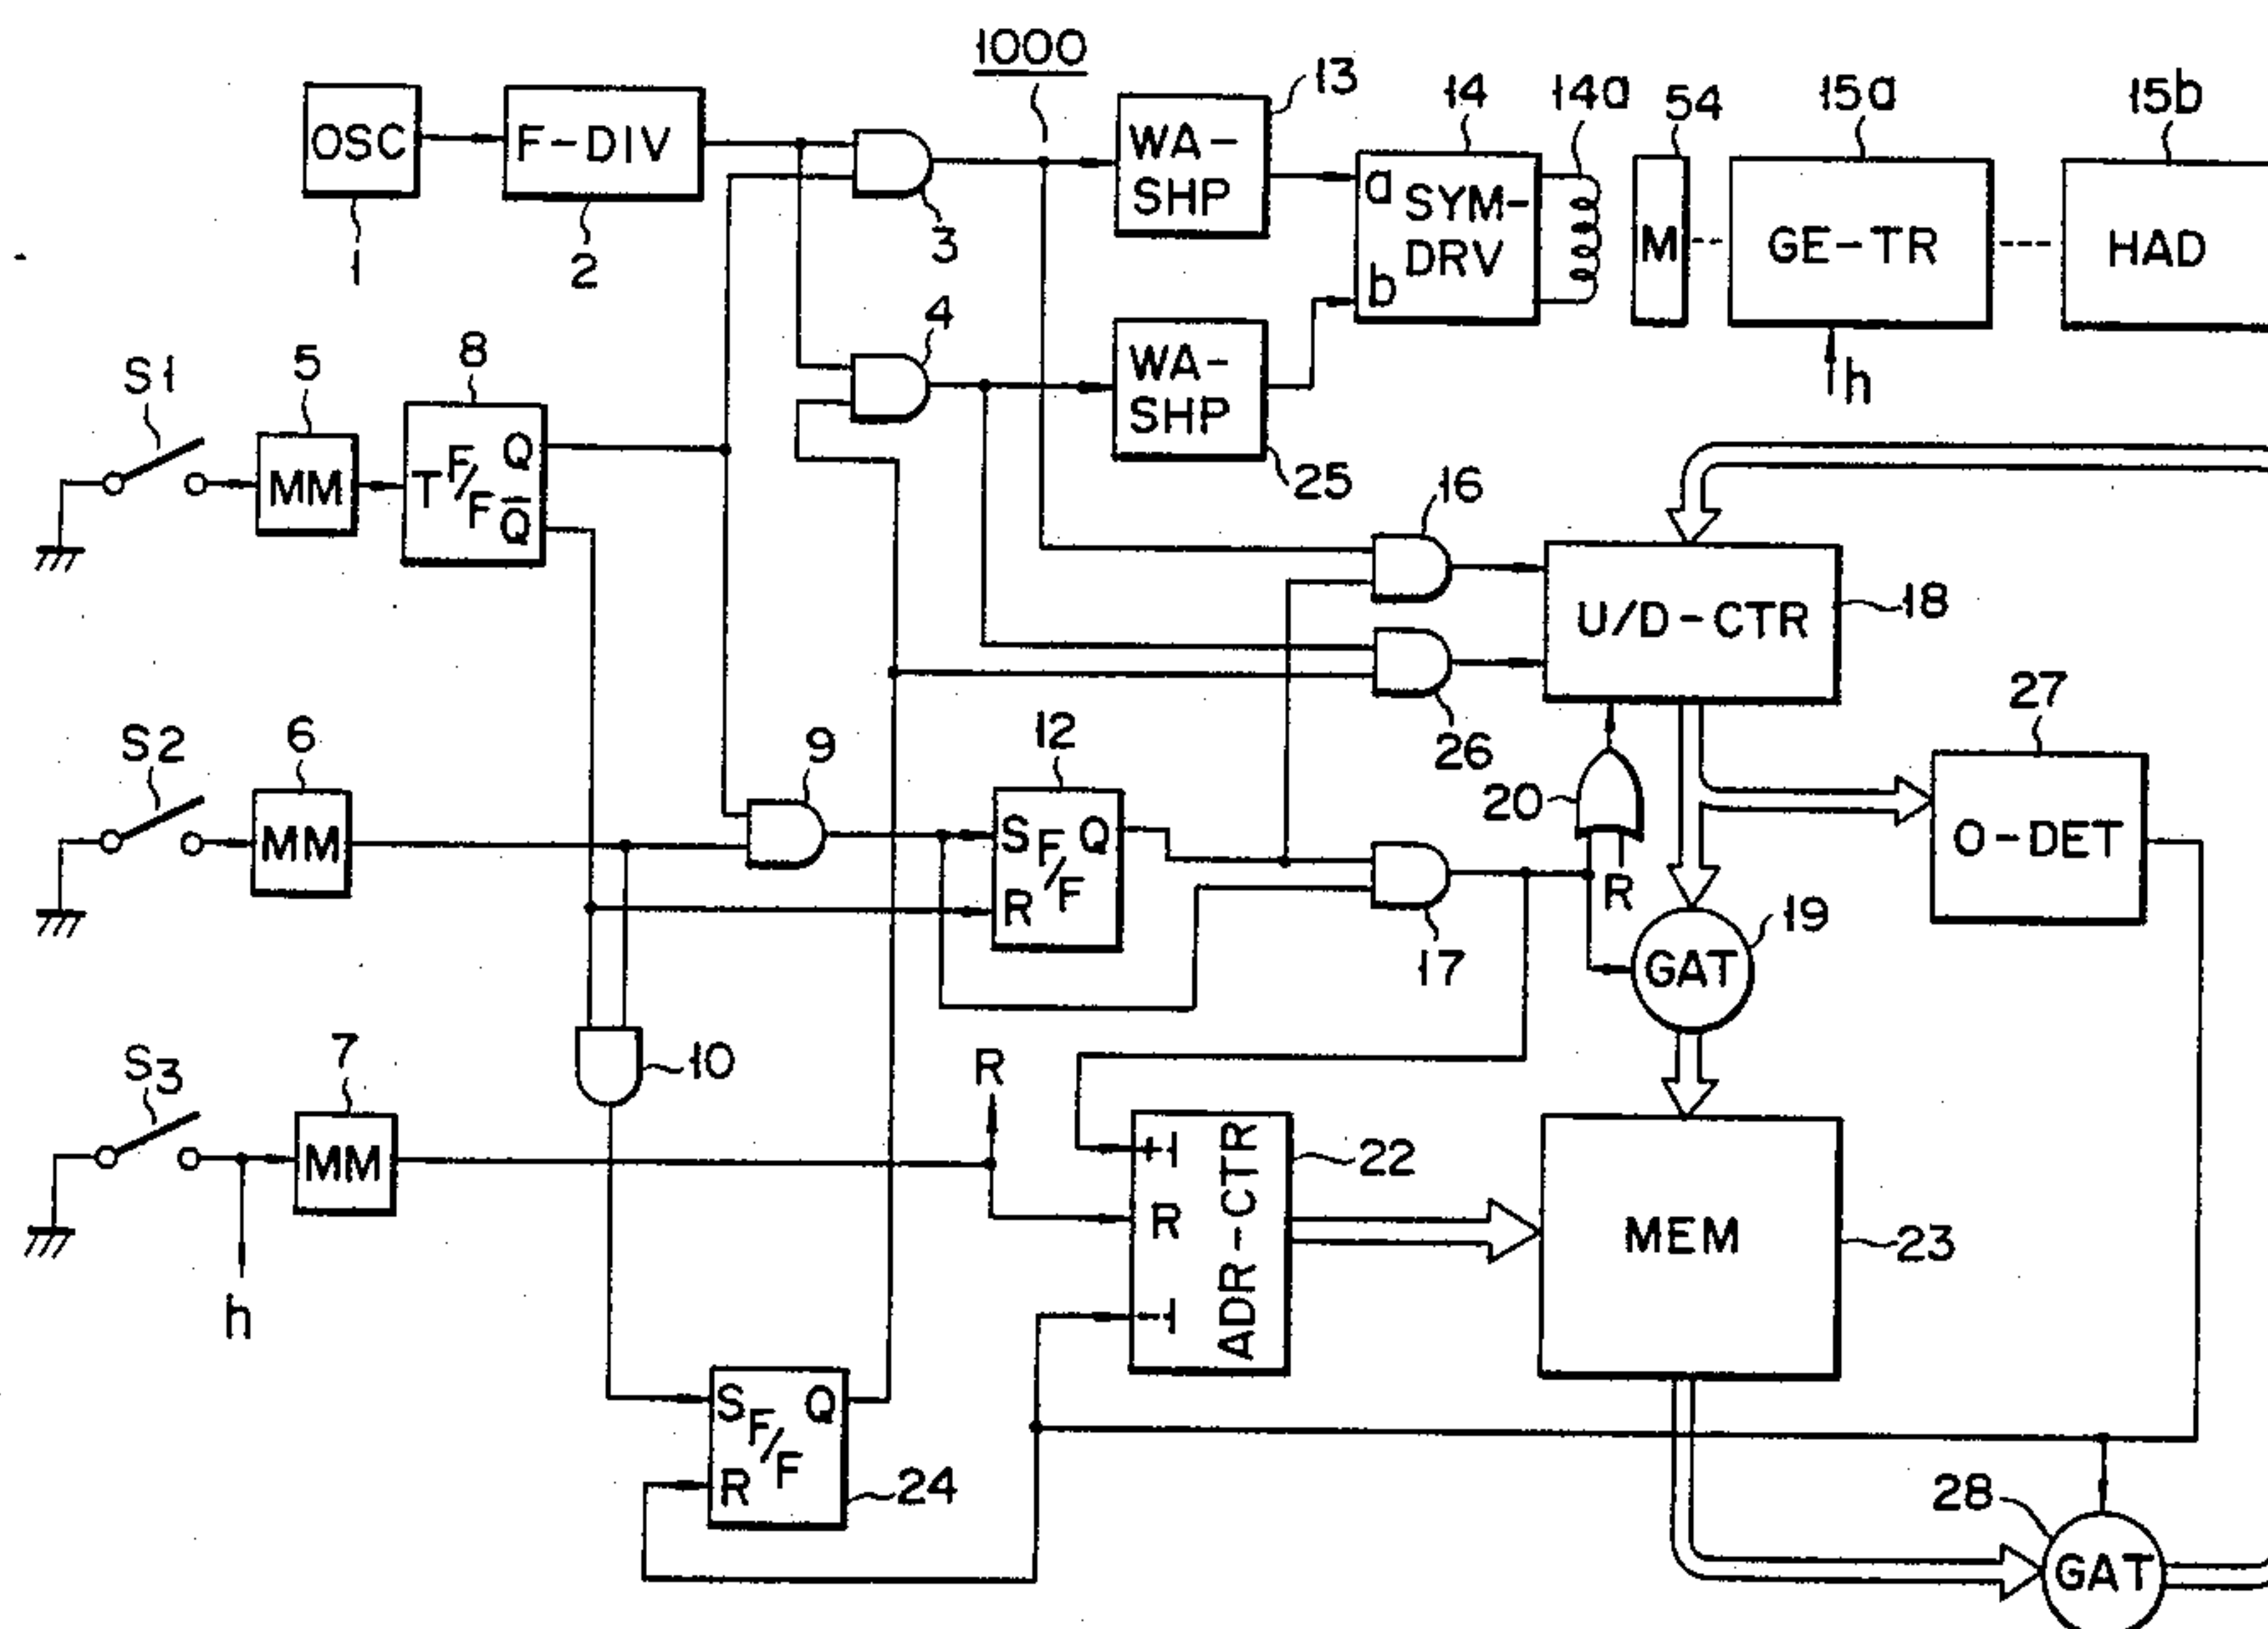 1000
13
14
14a
54
15a
15b
OSC
F-DIV
WA-
SHP
a
SYM-
DRV
b
M
GE-TR
HAD
1
2
3
4
h
S1
5
8
MM
T
F/F
Q
Q̅
WA-
SHP
25
16
U/D-CTR
18
26
27
S2
6
MM
9
12
S
F/F
Q
R
17
20
R
O-DET
GAT
19
S3
7
MM
10
R
h
+1
R
-1
ADR-CTR
22
MEM
23
S
F/F
Q
R
24
28
GAT